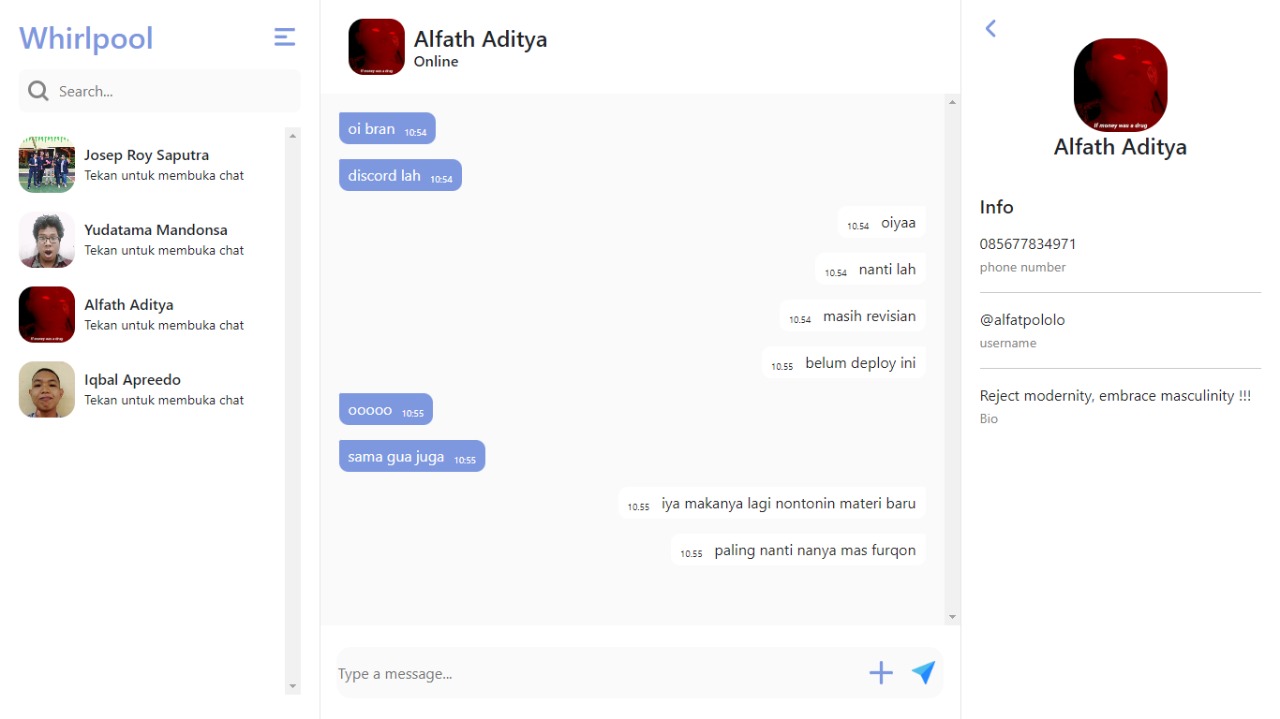 Whirlpool
Search...
Josep Roy Saputra
Tekan untuk membuka chat
Yudatama Mandonsa
Tekan untuk membuka chat
Alfath Aditya
Tekan untuk membuka chat
Iqbal Apreedo
Tekan untuk membuka chat
Alfath Aditya
Online
oi bran 10:54
discord lah 10:54
10.54 oiyaa
10.54 nanti lah
10.54 masih revisian
10.55 belum deploy ini
ooooo 10:55
sama gua juga 10:55
10.55 iya makanya lagi nontonin materi baru
10.55 paling nanti nanya mas furqon
Type a message...
If money was a drug
Alfath Aditya
Info
085677834971
phone number
@alfatpololo
username
Reject modernity, embrace masculinity !!!
Bio